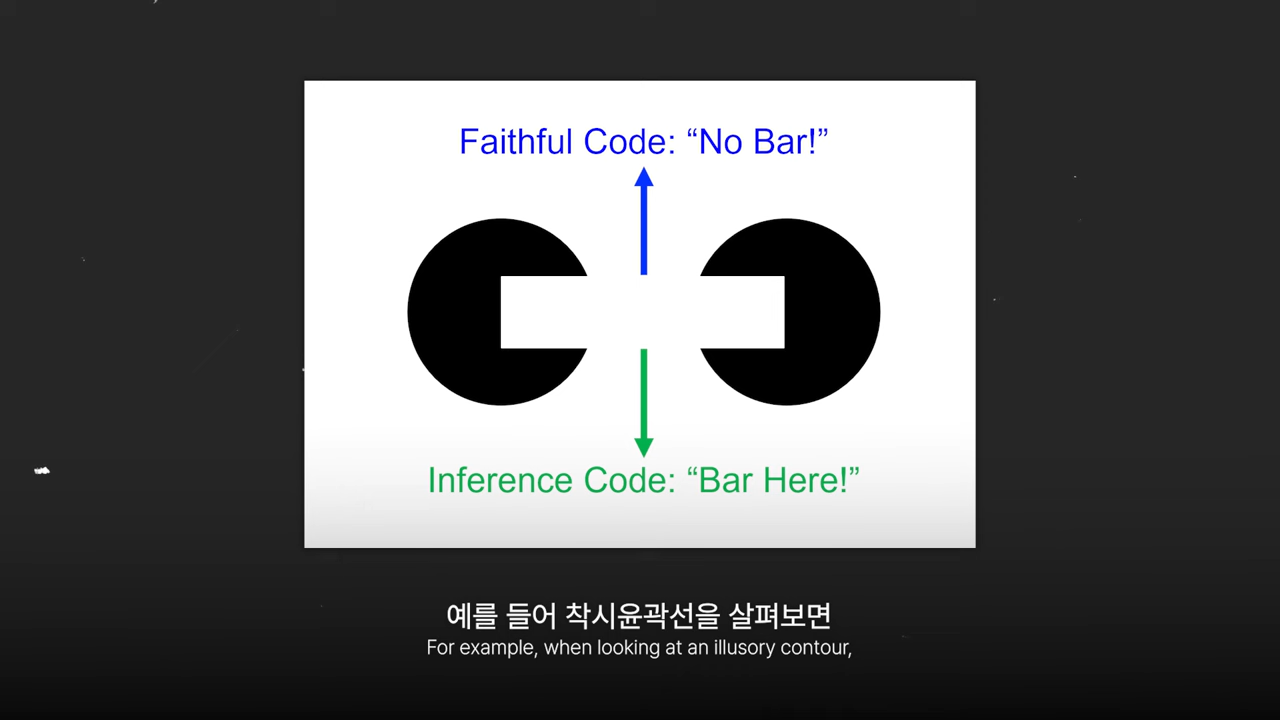 Faithful Code: “No Bar!”
Inference Code: “Bar Here!”
예를 들어 착시윤곽선을 살펴보면
For example, when looking at an illusory contour,